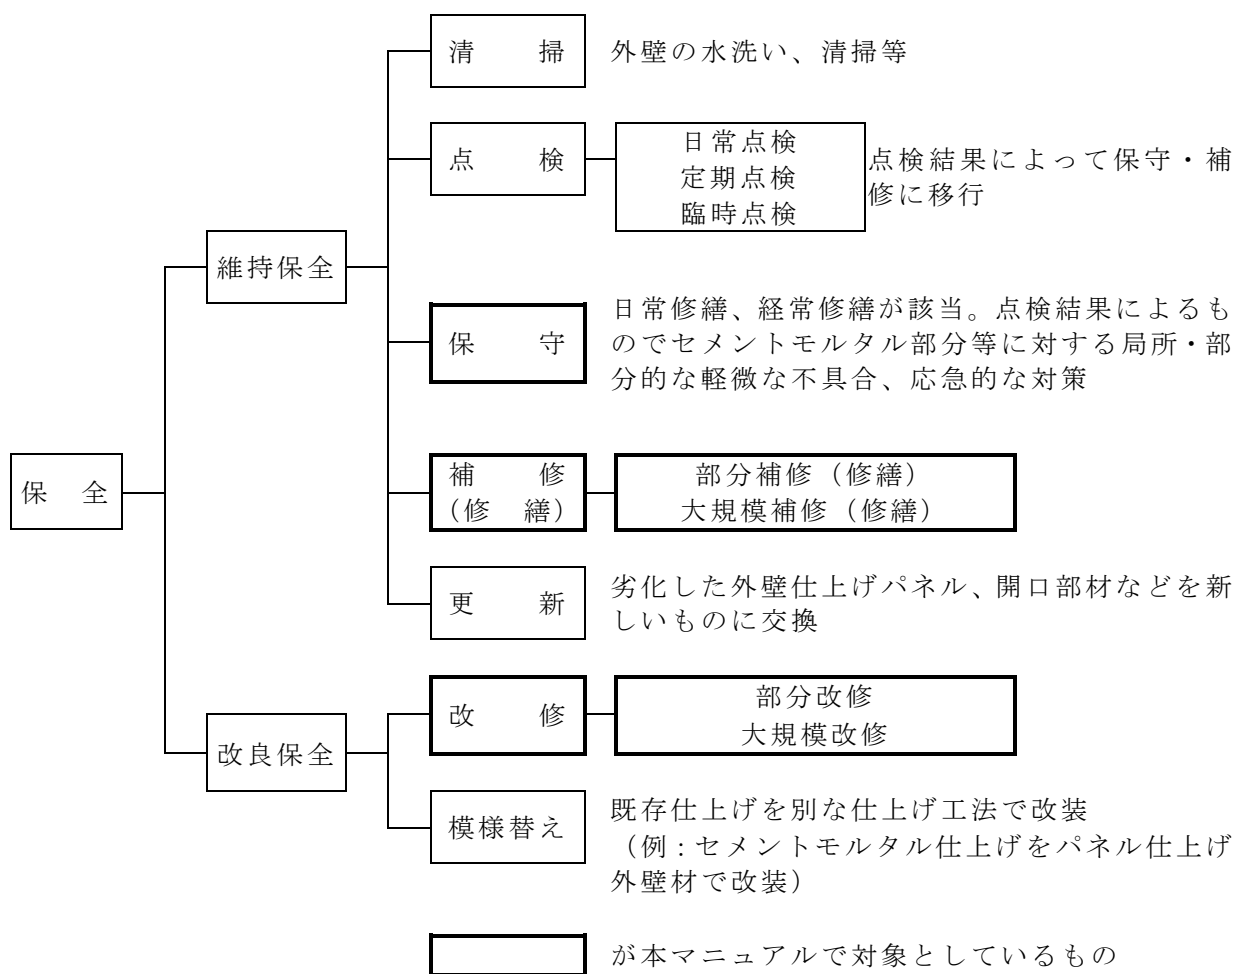 清　掃
外壁の水洗い、清掃等
点　検
日常点検
定期点検
臨時点検
点検結果によって保守・補
修に移行
維持保全
日常修繕、経常修繕が該当。点検結果によるも
のでセメントモルタル部分等に対する局所・部
分的な軽微な不具合、応急的な対策
保　守
保　全
補　修
(修　繕)
部分補修（修繕）
大規模補修（修繕）
更　新
劣化した外壁仕上げパネル、開口部材などを新
しいものに交換
改　修
部分改修
大規模改修
改良保全
模様替え
既存仕上げを別な仕上げ工法で改装
（例：セメントモルタル仕上げをパネル仕上げ
外壁材で改装）
が本マニュアルで対象としているもの